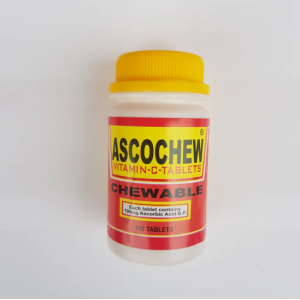 ASCOCHEW®
VITAMIN-C-TABLETS
CHEWABLE
Each tablet contains
100mg Ascorbic Acid B.P.
100 TABLETS